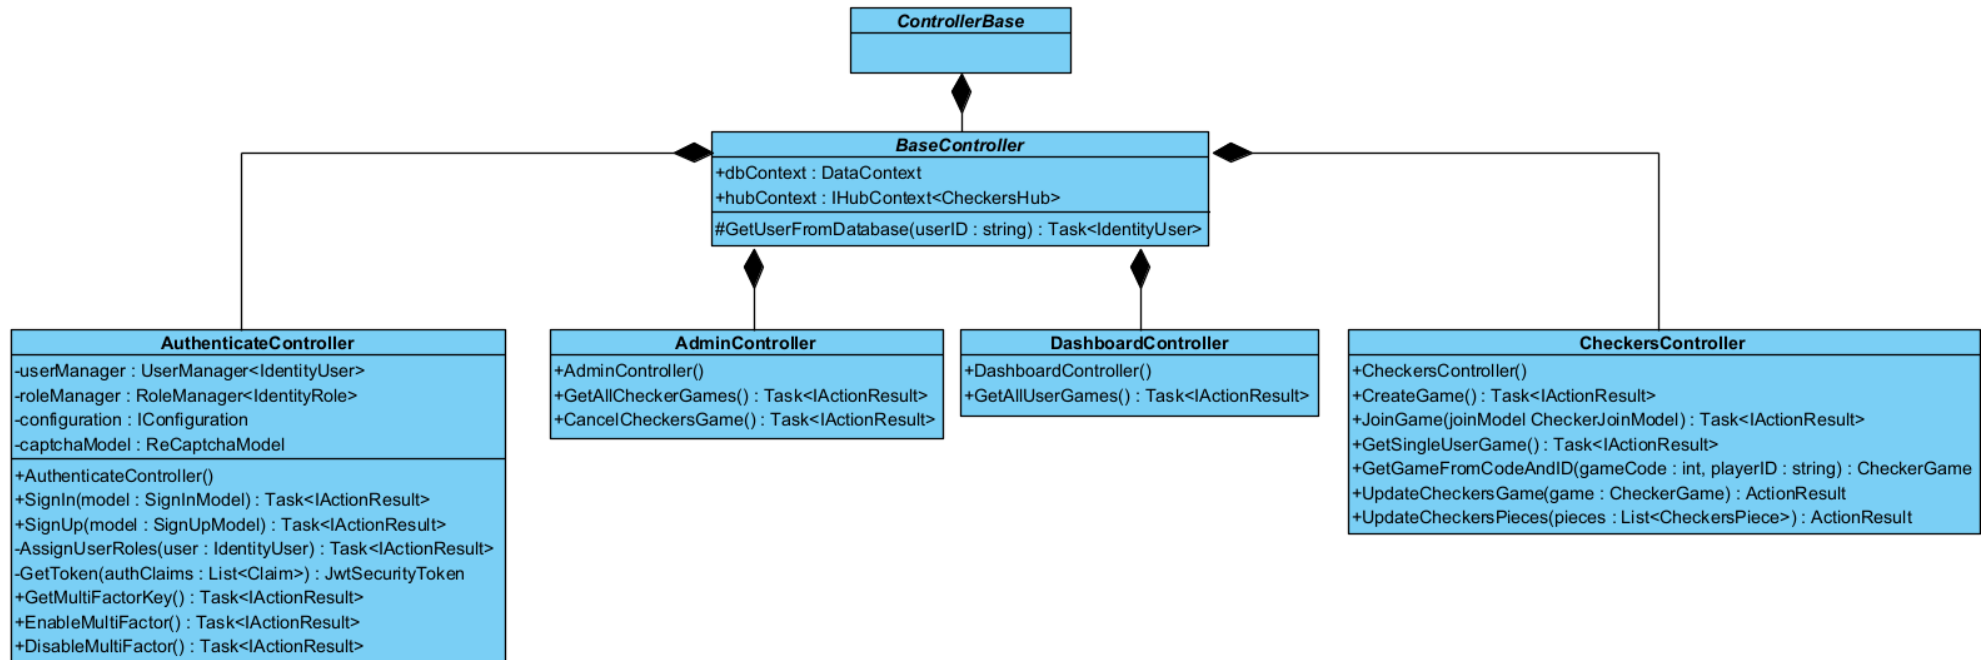 ControllerBase
BaseController
+dbContext : DataContext
+hubContext : IHubContext<CheckersHub>
#GetUserFromDatabase(userID : string) : Task<IdentityUser>
AuthenticateController
-userManager : UserManager<IdentityUser>
-roleManager : RoleManager<IdentityRole>
-configuration : IConfiguration
-captchaModel : ReCaptchaModel
+AuthenticateController()
+SignIn(model : SignInModel) : Task<IActionResult>
+SignUp(model : SignUpModel) : Task<IActionResult>
-AssignUserRoles(user : IdentityUser) : Task<IActionResult>
-GetToken(authClaims : List<Claim>) : JwtSecurityToken
+GetMultiFactorKey() : Task<IActionResult>
+EnableMultiFactor() : Task<IActionResult>
+DisableMultiFactor() : Task<IActionResult>
AdminController
+AdminController()
+GetAllCheckerGames() : Task<IActionResult>
+CancelCheckersGame() : Task<IActionResult>
DashboardController
+DashboardController()
+GetAllUserGames() : Task<IActionResult>
CheckersController
+CheckersController()
+CreateGame() : Task<IActionResult>
+JoinGame(joinModel CheckerJoinModel) : Task<IActionResult>
+GetSingleUserGame() : Task<IActionResult>
+GetGameFromCodeAndID(gameCode : int, playerID : string) : CheckerGame
+UpdateCheckersGame(game : CheckerGame) : ActionResult
+UpdateCheckersPieces(pieces : List<CheckersPiece>) : ActionResult